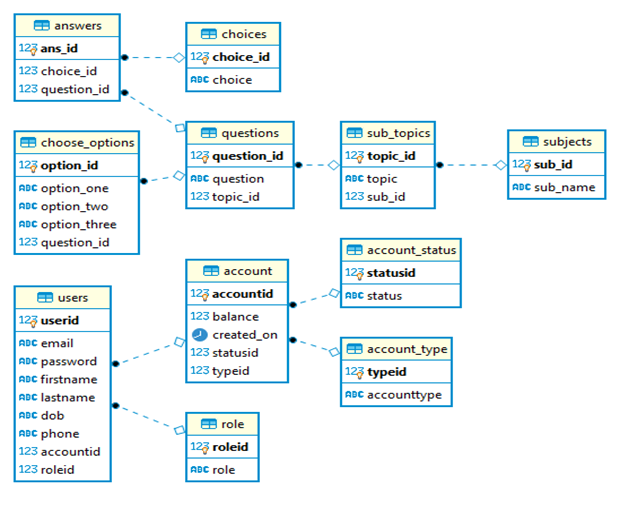 answers
123 ans_id
123 choice_id
123 question_id
choices
123 choice_id
ABC choice
choose_options
123 option_id
ABC option_one
ABC option_two
ABC option_three
123 question_id
questions
123 question_id
ABC question
123 topic_id
sub_topics
123 topic_id
ABC topic
123 sub_id
subjects
123 sub_id
ABC sub_name
users
123 userid
ABC email
ABC password
ABC firstname
ABC lastname
ABC dob
ABC phone
123 accountid
123 roleid
account
123 accountid
123 balance
created_on
123 statusid
123 typeid
account_status
123 statusid
ABC status
account_type
123 typeid
ABC accounttype
role
123 roleid
ABC role